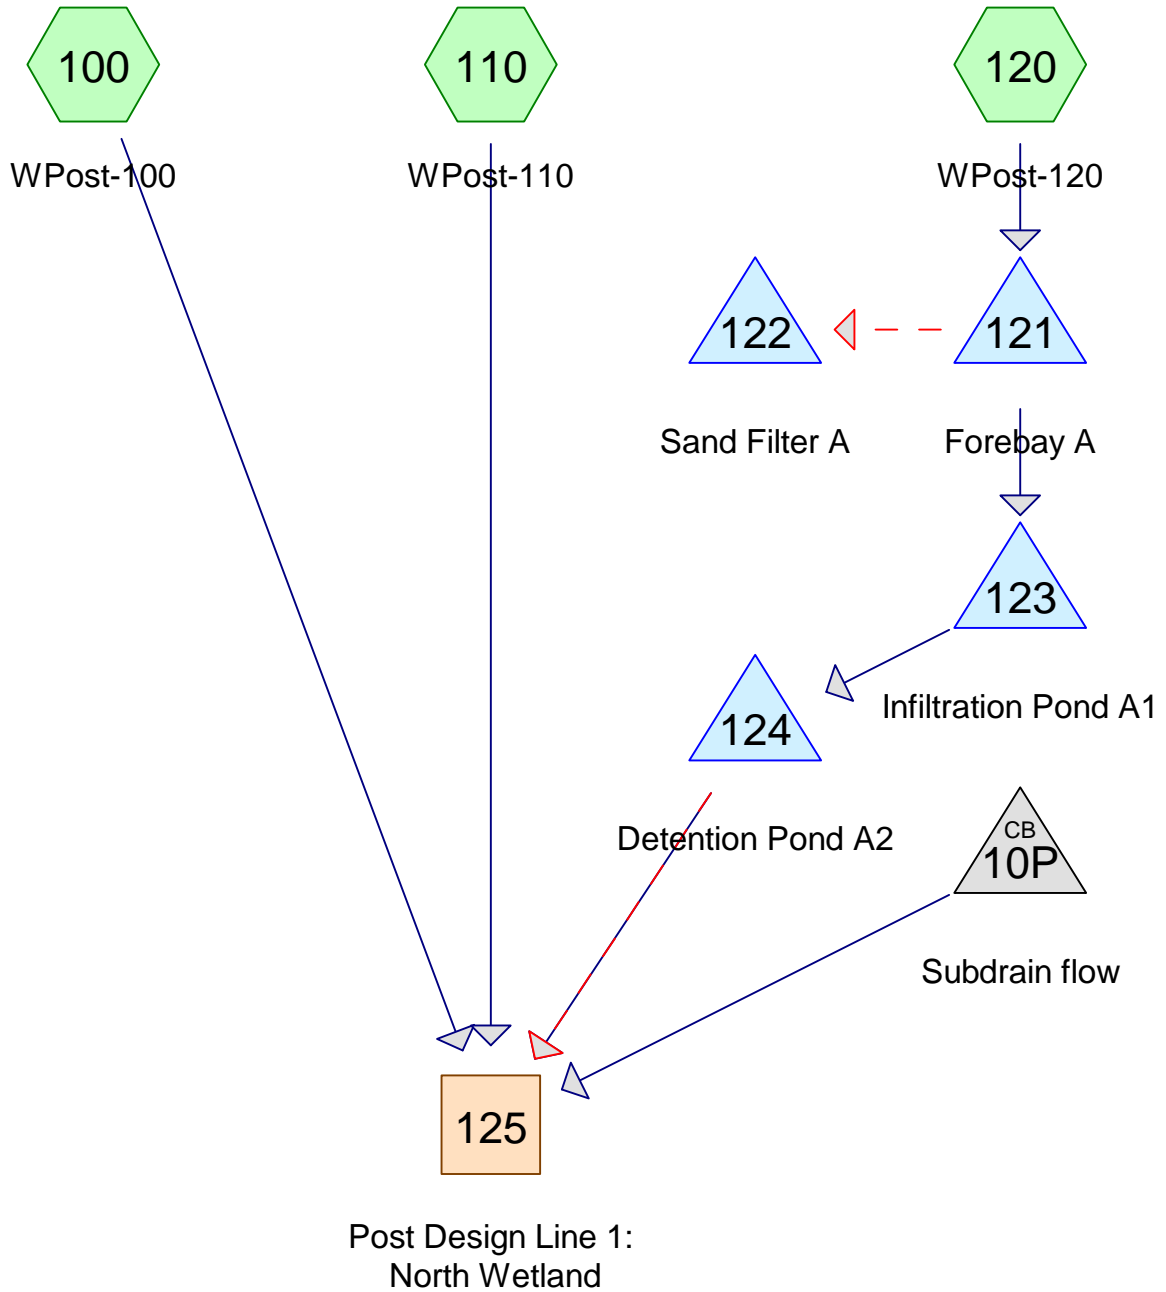 100
110
120
WPost-100
WPost-110
WPost-120
122
121
Sand Filter A
Forebay A
123
Infiltration Pond A1
124
Detention Pond A2
CB
10P
Subdrain flow
125
Post Design Line 1:
North Wetland